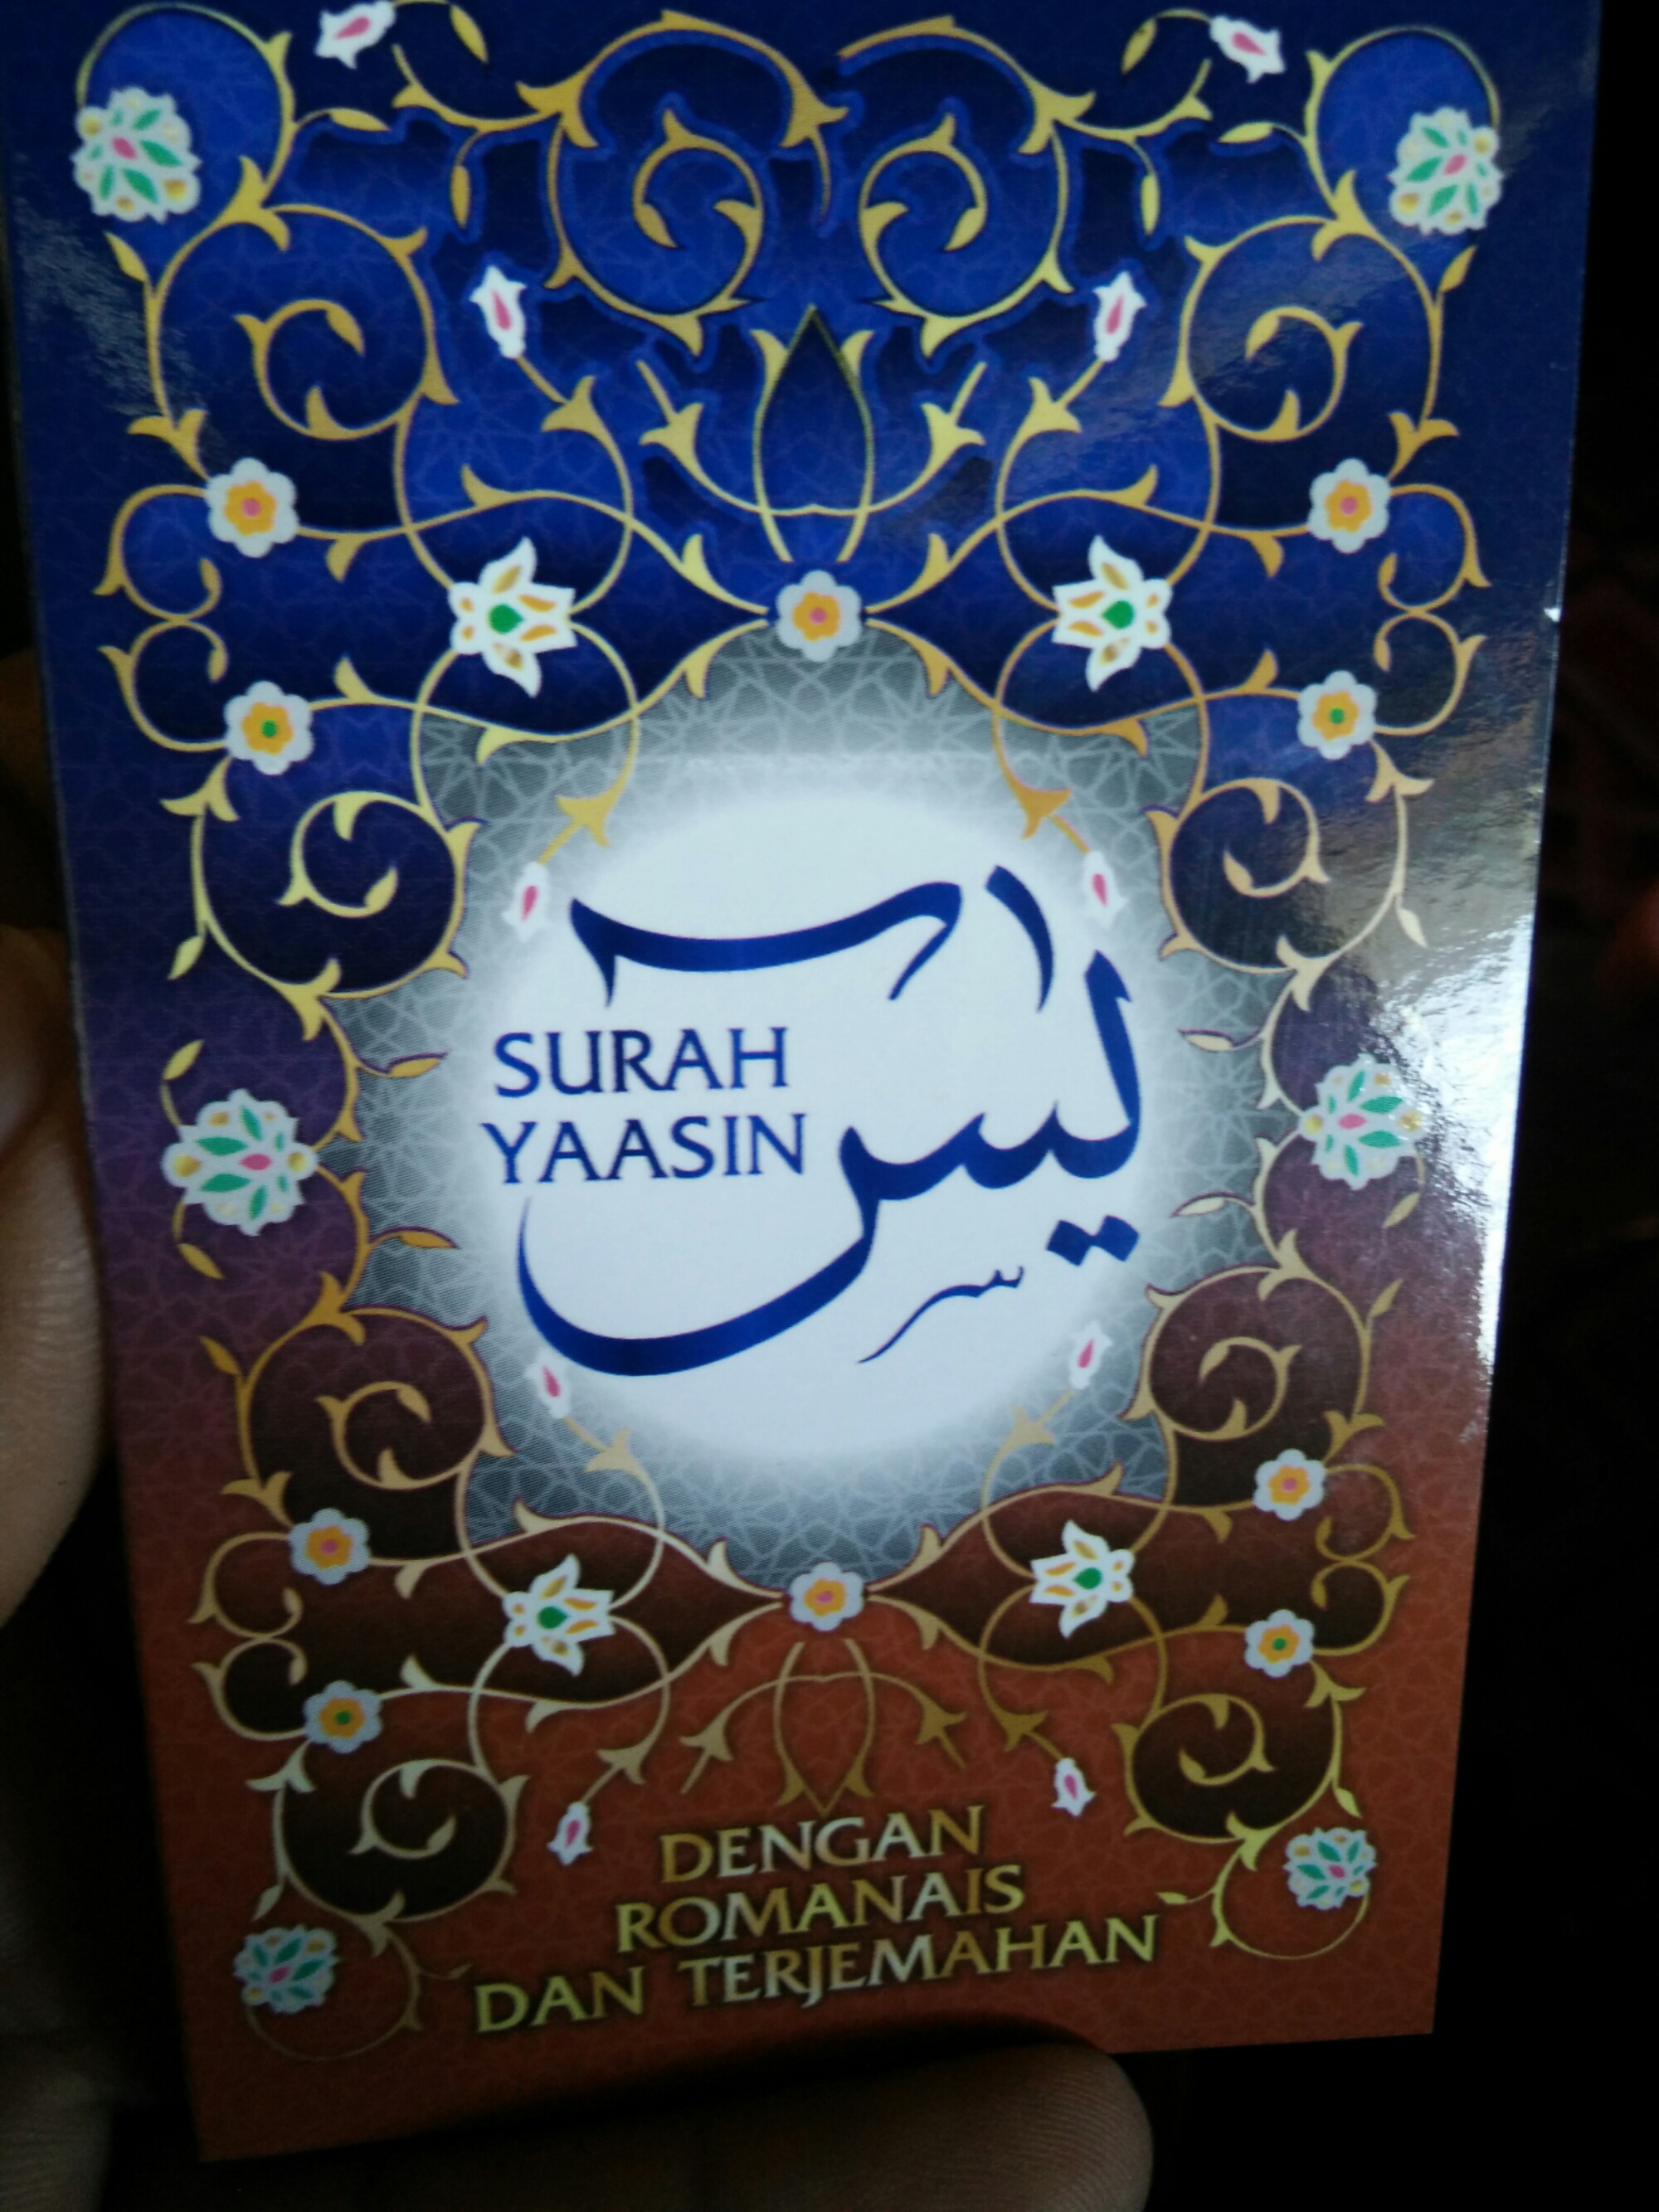 يس
SURAH
YAASIN
DENGAN
ROMANAIS
DAN TERJEMAHAN